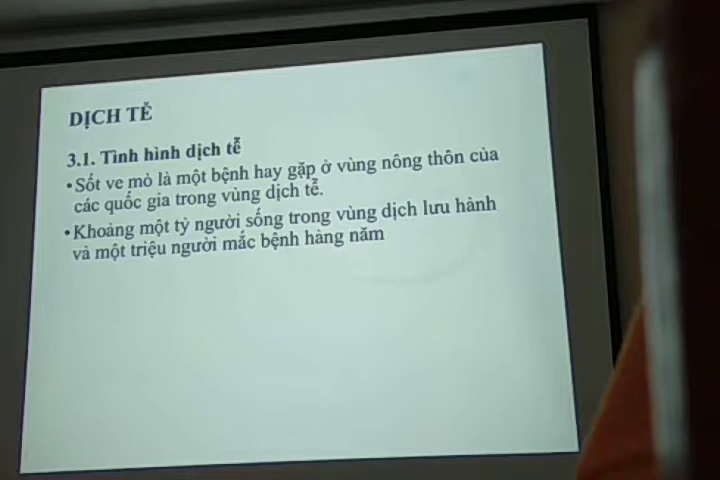 DỊCH TỄ
3.1. Tình hình dịch tễ
•Sốt ve mò là một bệnh hay gặp ở vùng nông thôn của
các quốc gia trong vùng dịch tễ.
•Khoảng một tỷ người sống trong vùng dịch lưu hành
và một triệu người mắc bệnh hàng năm